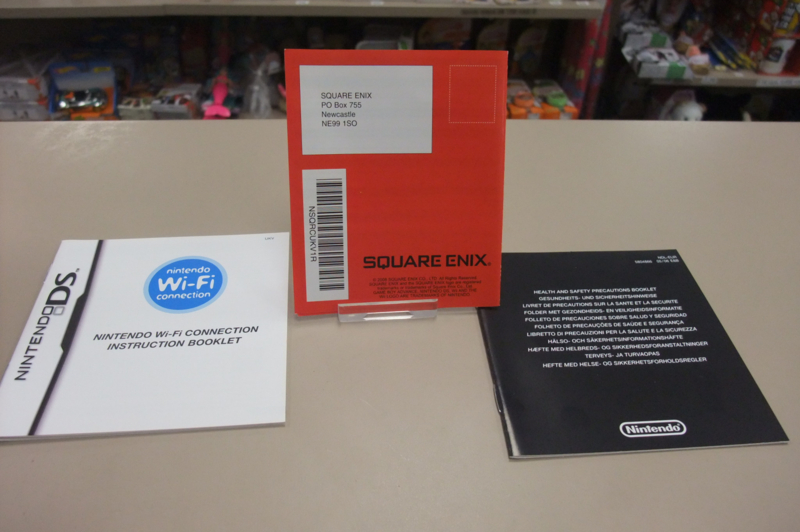 NINTENDO DS™
nintendo
Wi-Fi
connection
NINTENDO Wi-Fi CONNECTION
INSTRUCTION BOOKLET
SQUARE ENIX
PO Box 755
Newcastle
NE99 1SO
NSQRCUKV1R
SQUARE ENIX®
HEALTH AND SAFETY PRECAUTIONS BOOKLET
GESUNDHEITS- UND SICHERHEITSHINWEISE
LIVRET DE PRECAUTIONS SUR LA SANTE ET LA SECURITE
FOLDER MET GEZONDHEIDS- EN VEILIGHEIDSINFORMATIE
FOLLETO DE PRECAUCIONES SOBRE SALUD Y SEGURIDAD
FOLHETO DE PRECAUÇÕES DE SAÚDE E SEGURANÇA
LIBRETTO DI PRECAUZIONI PER LA SALUTE E LA SICUREZZA
HÄLSO- OCH SÄKERHETSINFORMATIONSHÄFTE
HÆFTE MED HELBREDS- OG SIKKERHEDSFORANSTALTNINGER
TERVEYS- JA TURVAOPAS
HEFTE MED HELSE- OG SIKKERHETSFORHOLDSREGLER
Nintendo®